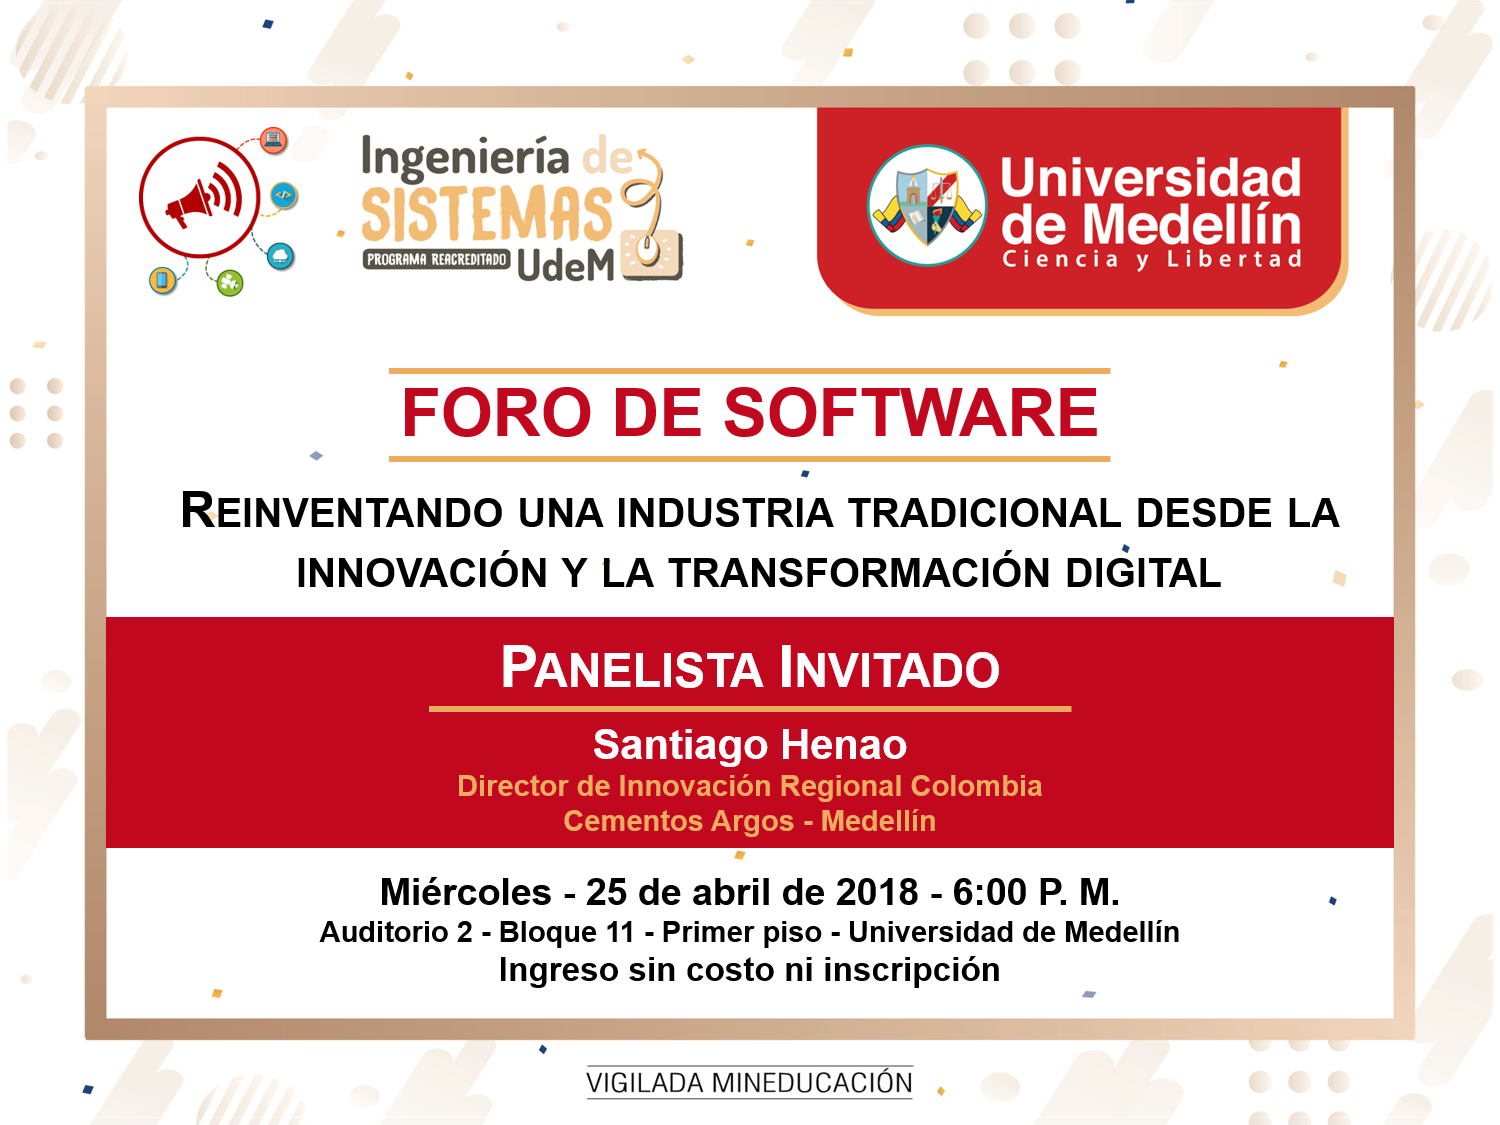 Ingeniería de
SISTEMAS
PROGRAMA REACREDITADO
UdeM
Universidad
de Medellín
Ciencia y Libertad
FORO DE SOFTWARE
REINVENTANDO UNA INDUSTRIA TRADICIONAL DESDE LA
INNOVACIÓN Y LA TRANSFORMACIÓN DIGITAL
PANELISTA INVITADO
Santiago Henao
Director de Innovación Regional Colombia
Cementos Argos - Medellín
Miércoles - 25 de abril de 2018 - 6:00 P. M.
Auditorio 2 - Bloque 11 - Primer piso - Universidad de Medellín
Ingreso sin costo ni inscripción
VIGILADA MINEDUCACIÓN